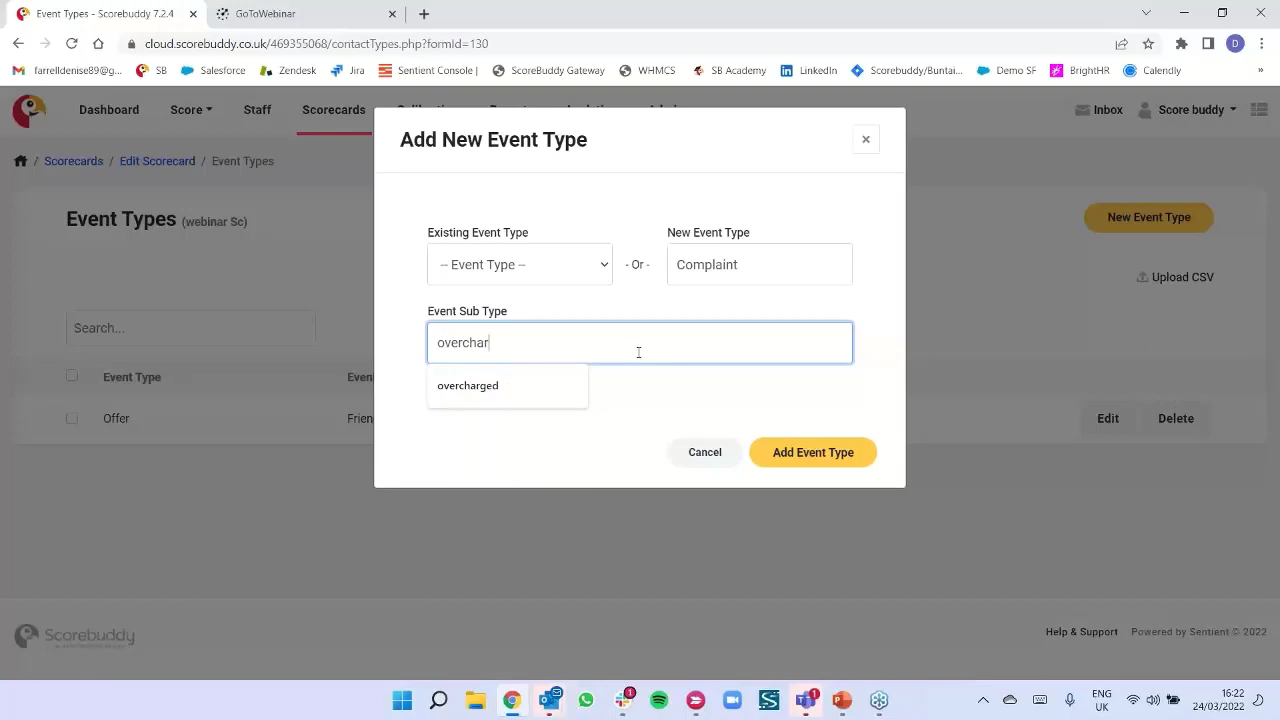 Event Types - Scorebuddy 7.2.4
GoToWebinar
cloud.scorebuddy.co.uk/469355068/contactTypes.php?formId=130
D
farrelldenise89@g...
SB
Salesforce
Zendesk
Jira
Sentient Console |
ScoreBuddy Gateway
WHMCS
SB Academy
LinkedIn
Scorebuddy/Buntai...
Demo SF
BrightHR
Calendly
»
Dashboard
Score
Staff
Scorecards
Inbox
Score buddy
/ Scorecards / Edit Scorecard / Event Types
Add New Event Type
Event Types (webinar Sc)
New Event Type
Existing Event Type
New Event Type
-- Event Type --
- Or -
Complaint
Upload CSV
Event Sub Type
Search...
overchar
overcharged
Event Type
Even
Offer
Frien
Edit
Delete
Cancel
Add Event Type
Scorebuddy
Help & Support
Powered by Sentient © 2022
1
1
ENG
UK
16:22
24/03/2022